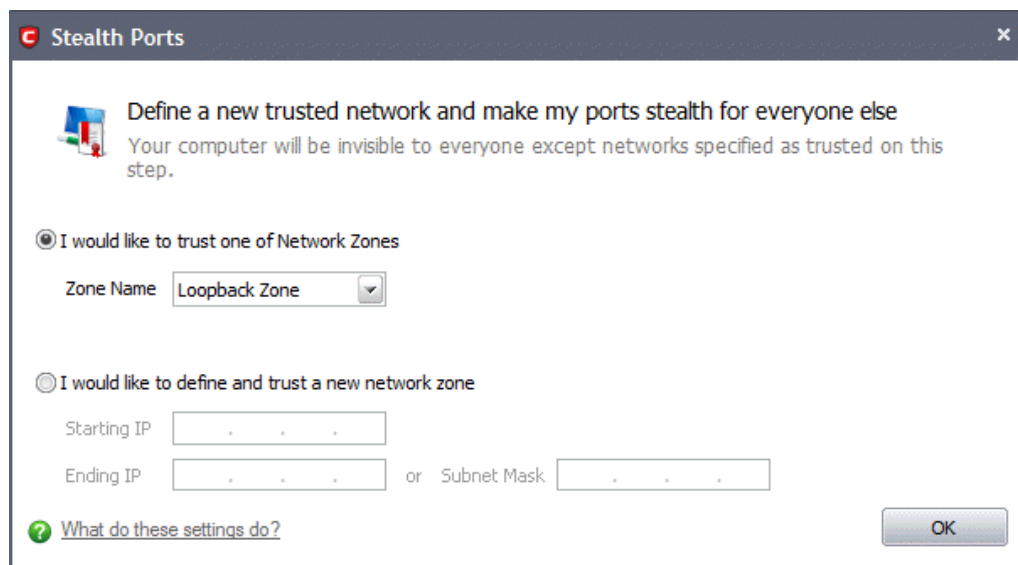 Stealth Ports
Define a new trusted network and make my ports stealth for everyone else
Your computer will be invisible to everyone except networks specified as trusted on this
step.
I would like to trust one of Network Zones
Zone Name Loopback Zone
I would like to define and trust a new network zone
Starting IP . . .
Ending IP . . . or Subnet Mask . . .
What do these settings do?
OK